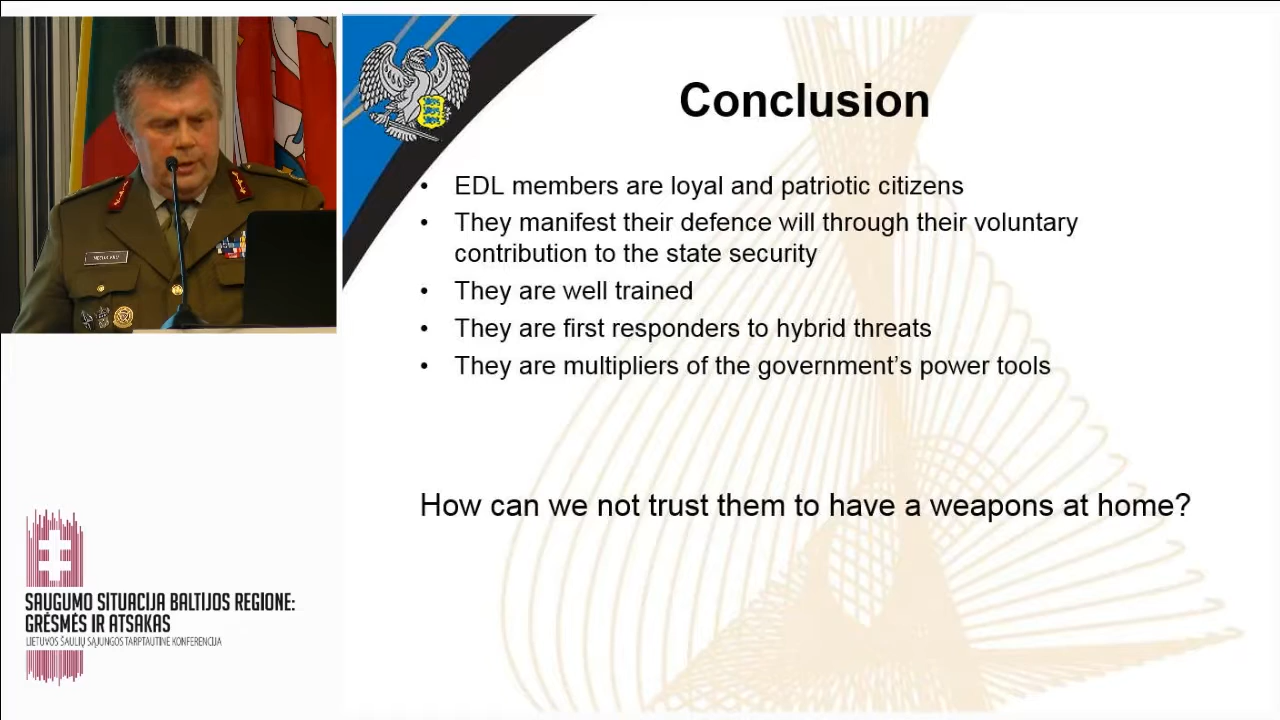 Conclusion
• EDL members are loyal and patriotic citizens
• They manifest their defence will through their voluntary
contribution to the state security
• They are well trained
• They are first responders to hybrid threats
• They are multipliers of the government's power tools
How can we not trust them to have a weapons at home?
SAUGUMO SITUACIJA BALTIJOS REGIONE:
GRĖSMĖS IR ATSAKAS
LIETUVOS ŠAULIŲ SĄJUNGOS TARPTAUTINĖ KONFERENCIJA